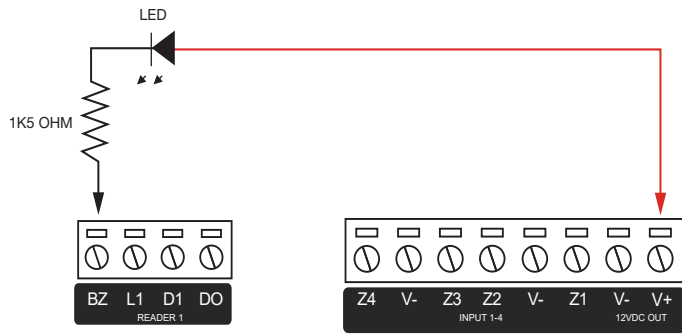 LED
1K5 OHM
BZ L1 D1 DO
READER 1
Z4 V- Z3 Z2 V- Z1 V- V+
INPUT 1-4 12VDC OUT